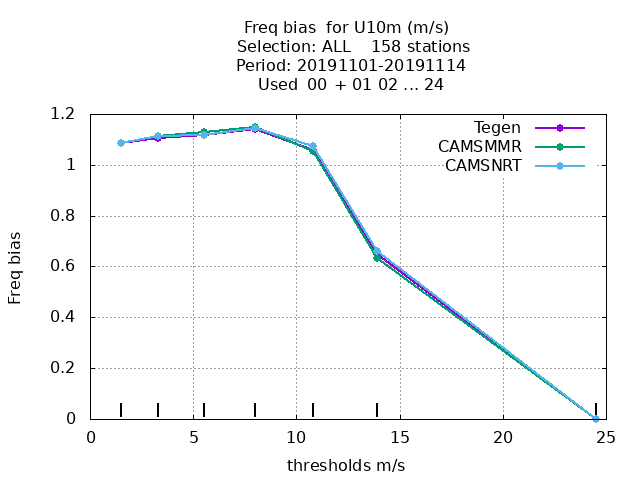 Freq bias  for U10m (m/s)
Selection: ALL    158 stations
Period: 20191101-20191114
Used  00  + 01 02 ... 24
Tegen
CAMSMMR
CAMSNRT
1.2
1
0.8
0.6
0.4
0.2
0
Freq bias
0 5 10 15 20 25
thresholds m/s